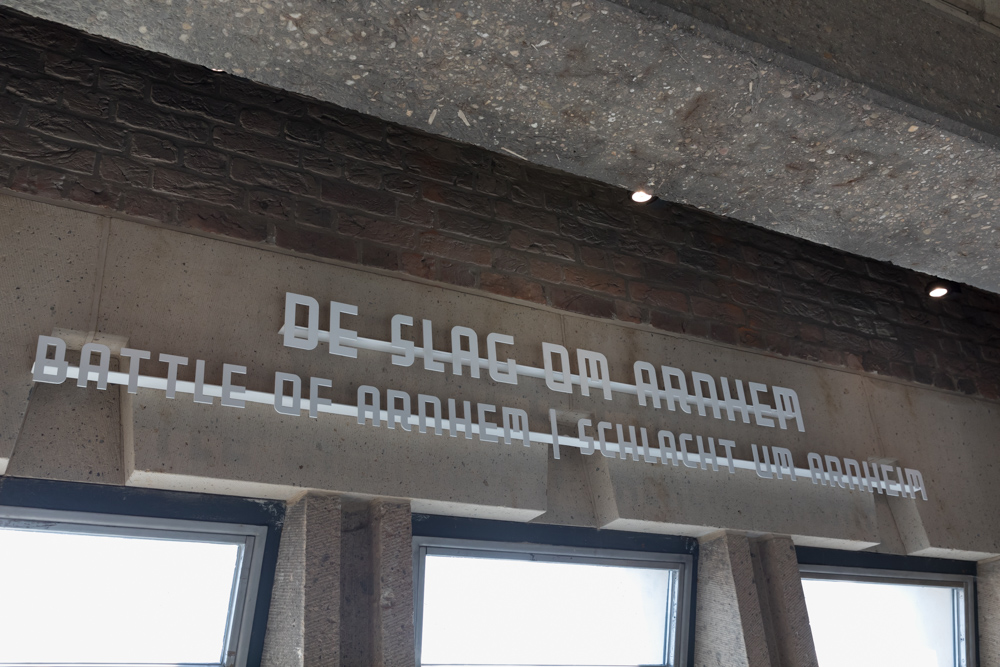 DE SLAG OM ARNHEM
BATTLE OF ARNHEM | SCHLACHT UM ARNHEIM